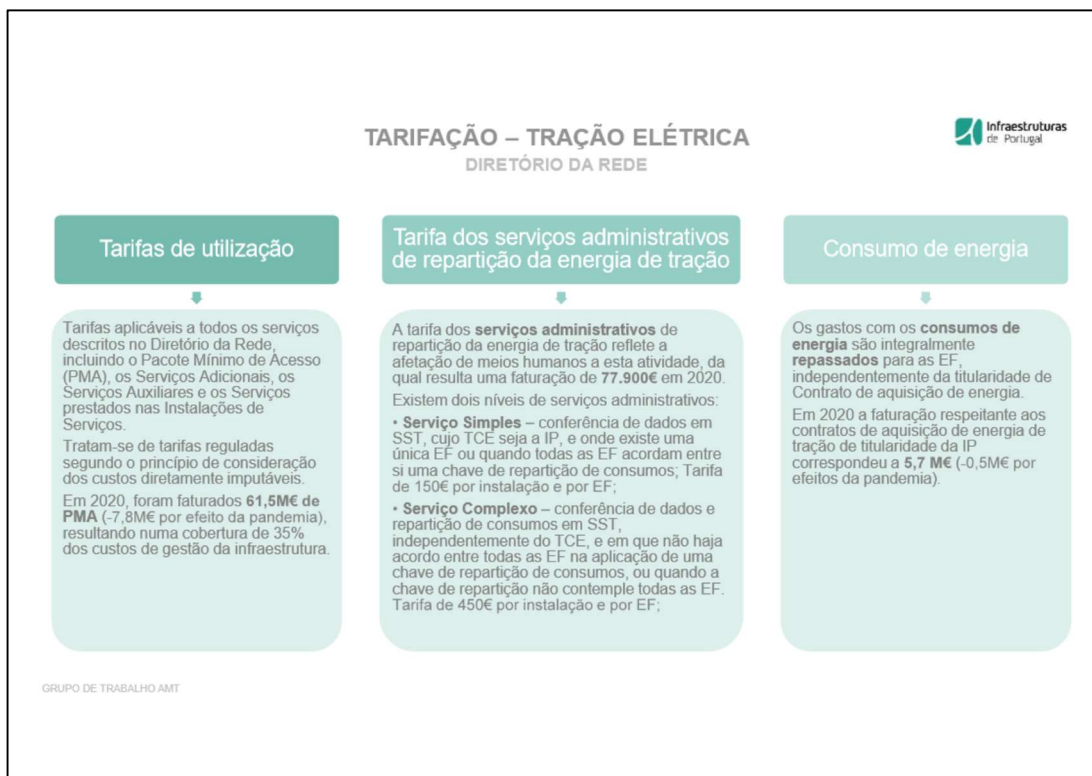 TARIFAÇÃO – TRAÇÃO ELÉTRICA
DIRETÓRIO DA REDE
Infraestruturas
de Portugal
Tarifas de utilização
Tarifas aplicáveis a todos os serviços
descritos no Diretório da Rede,
incluindo o Pacote Mínimo de Acesso
(PMA), os Serviços Adicionais, os
Serviços Auxiliares e os Serviços
prestados nas Instalações de
Serviços.
Tratam-se de tarifas reguladas
segundo o princípio de consideração
dos custos diretamente imputáveis.
Em 2020, foram faturados 61,5M€ de
PMA (-7,8M€ por efeito da pandemia),
resultando numa cobertura de 35%
dos custos de gestão da infraestrutura.
Tarifa dos serviços administrativos
de repartição da energia de tração
A tarifa dos serviços administrativos de
repartição da energia de tração reflete a
afetação de meios humanos a esta atividade, da
qual resulta uma faturação de 77.900€ em 2020.
Existem dois níveis de serviços administrativos:
• Serviço Simples – conferência de dados em
SST, cujo TCE seja a IP, e onde existe uma
única EF ou quando todas as EF acordam entre
si uma chave de repartição de consumos; Tarifa
de 150€ por instalação e por EF;
• Serviço Complexo – conferência de dados e
repartição de consumos em SST,
independentemente do TCE, e em que não haja
acordo entre todas as EF na aplicação de uma
chave de repartição de consumos, ou quando a
chave de repartição não contemple todas as EF.
Tarifa de 450€ por instalação e por EF;
Consumo de energia
Os gastos com os consumos de
energia são integralmente
repassados para as EF,
independentemente da titularidade de
Contrato de aquisição de energia.
Em 2020 a faturação respeitante aos
contratos de aquisição de energia de
tração de titularidade da IP
correspondeu a 5,7 M€ (-0,5M€ por
efeitos da pandemia).
GRUPO DE TRABALHO AMT